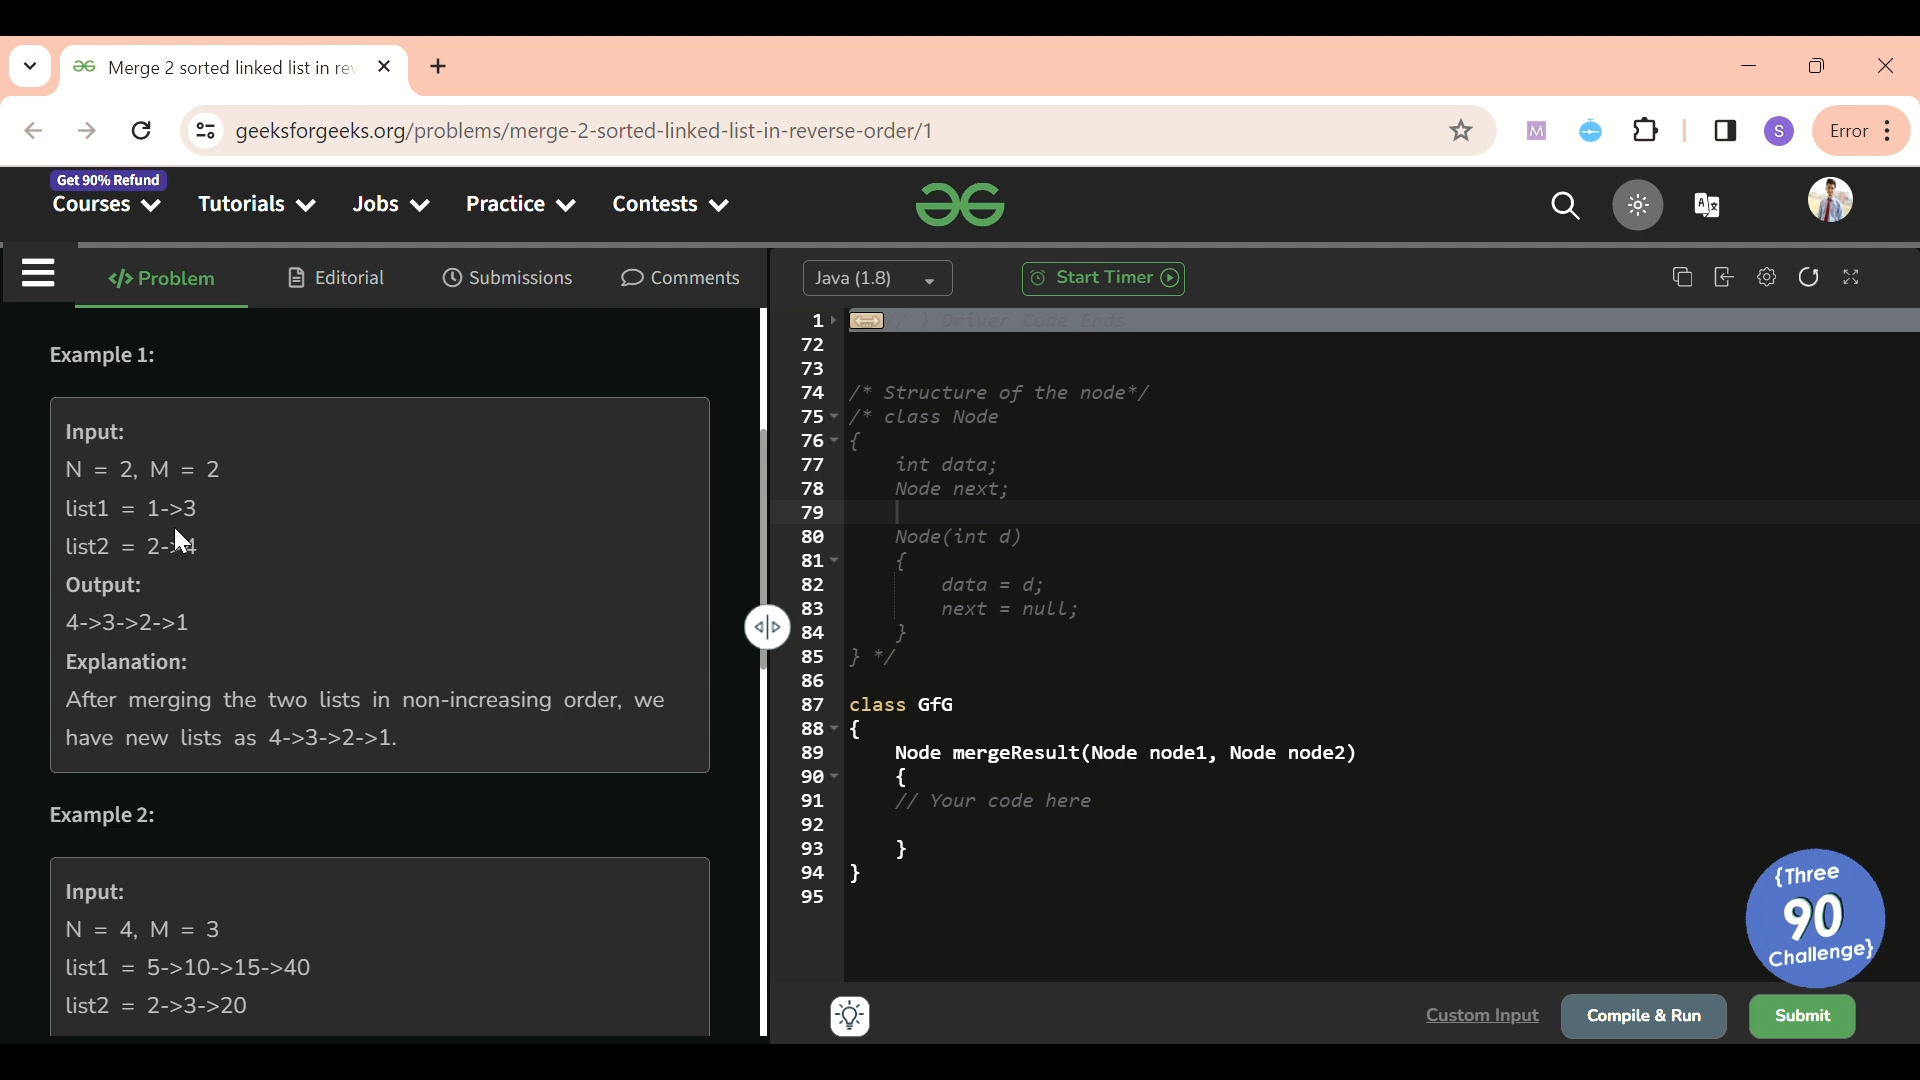 Merge 2 sorted linked list in rev
geeksforgeeks.org/problems/merge-2-sorted-linked-list-in-reverse-order/1
M
S
Error
Get 90% Refund
Courses
Tutorials
Jobs
Practice
Contests
</> Problem
Editorial
Submissions
Comments
Example 1:
Input:
N = 2, M = 2
list1 = 1->3
list2 = 2->4
Output:
4->3->2->1
Explanation:
After merging the two lists in non-increasing order, we
have new lists as 4->3->2->1.
Example 2:
Input:
N = 4, M = 3
list1 = 5->10->15->40
list2 = 2->3->20
Java (1.8)
Start Timer
1 // } Driver Code Ends
72
73
74 /* Structure of the node*/
75 /* class Node
76 {
77 int data;
78 Node next;
79
80 Node(int d)
81 {
82 data = d;
83 next = null;
84 }
85 } */
86
87 class GfG
88 {
89 Node mergeResult(Node node1, Node node2)
90 {
91 // Your code here
92
93 }
94 }
95
{Three
90
Challenge}
Custom Input
Compile & Run
Submit